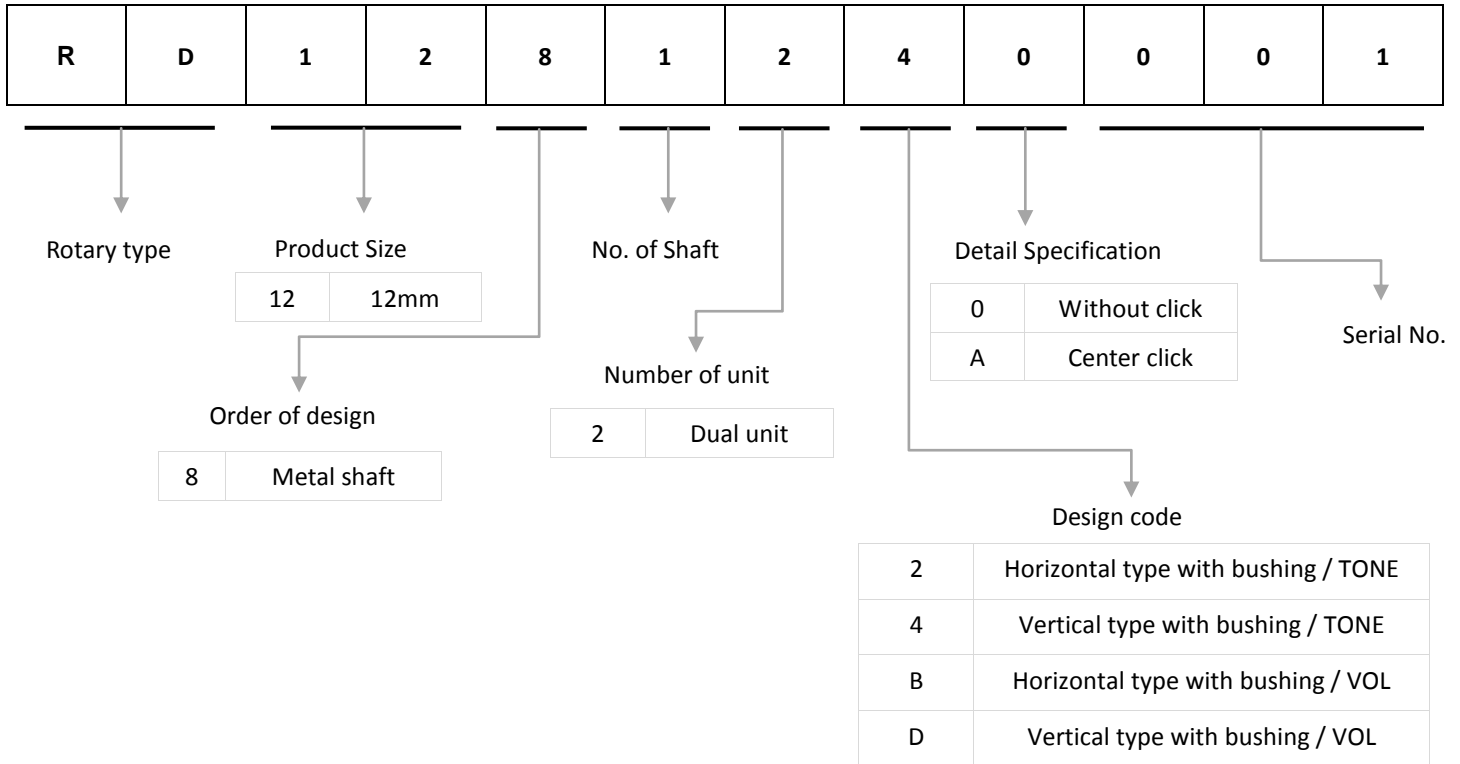 R D 1 2 8 1 2 4 0 0 0 1
Rotary type
Product Size
12 12mm
Order of design
8 Metal shaft
No. of Shaft
Number of unit
2 Dual unit
Detail Specification
0 Without click
A Center click
Serial No.
Design code
2 Horizontal type with bushing / TONE
4 Vertical type with bushing / TONE
B Horizontal type with bushing / VOL
D Vertical type with bushing / VOL